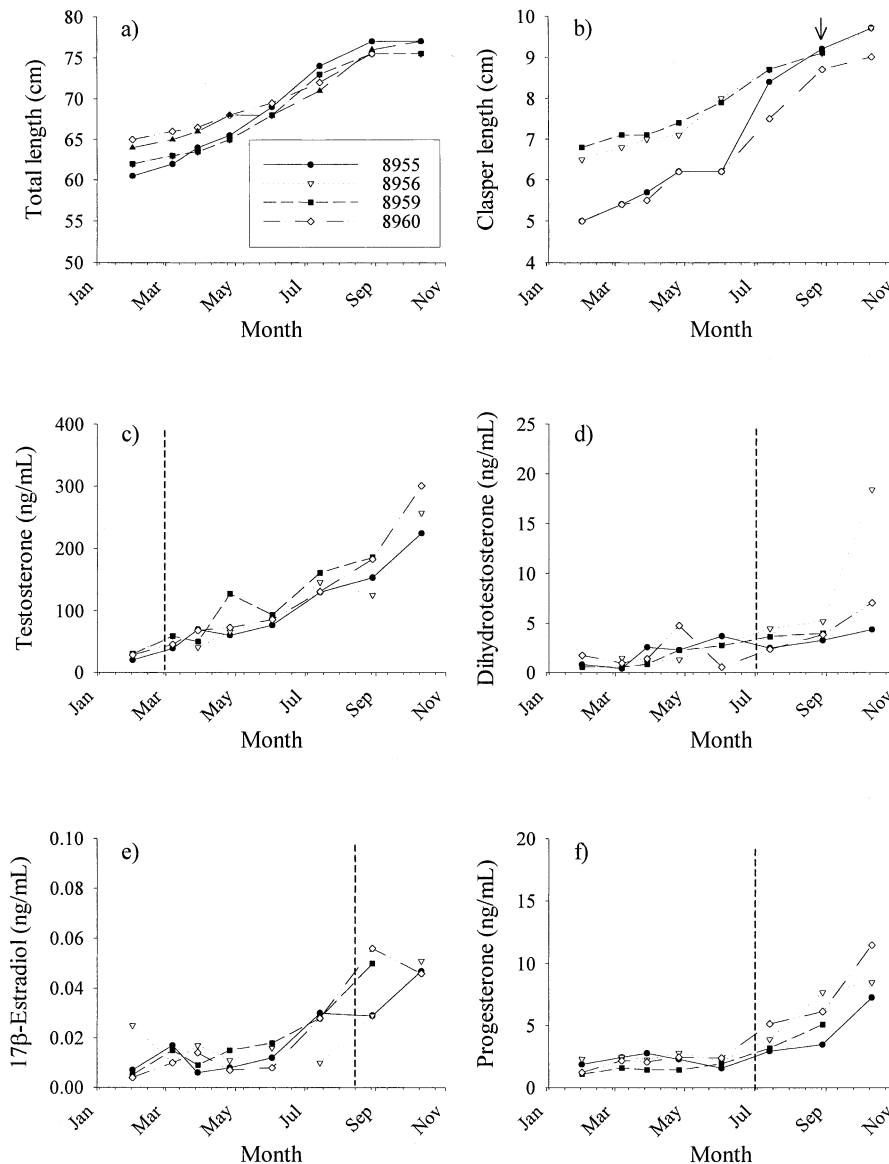 a)
Total length (cm)
80
75
70
65
60
55
50
8955
8956
8959
8960
Jan
Mar
May
Jul
Sep
Nov
Month
b)
Clasper length (cm)
10
9
8
7
6
5
4
Jan
Mar
May
Jul
Sep
Nov
Month
c)
Testosterone (ng/mL)
400
300
200
100
0
Jan
Mar
May
Jul
Sep
Nov
Month
d)
Dihydrotestosterone (ng/mL)
25
20
15
10
5
0
Jan
Mar
May
Jul
Sep
Nov
Month
e)
17β-Estradiol (ng/mL)
0.10
0.08
0.06
0.04
0.02
0.00
Jan
Mar
May
Jul
Sep
Nov
Month
f)
Progesterone (ng/mL)
20
15
10
5
0
Jan
Mar
May
Jul
Sep
Nov
Month